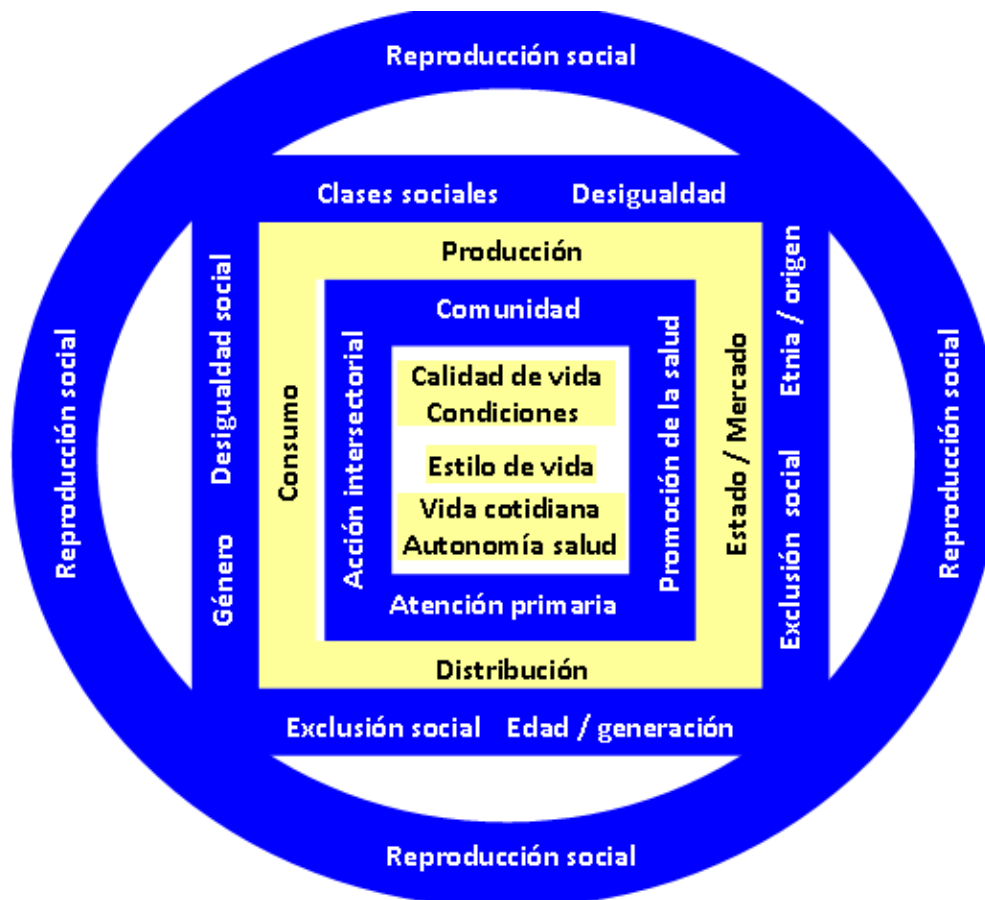 Reproducción social
Clases sociales
Desigualdad
Producción
Comunidad
Reproducción social
Género
Desigualdad social
Consumo
Acción intersectorial
Calidad de vida
Condiciones
Estilo de vida
Vida cotidiana
Autonomía salud
Promoción de la salud
Estado / Mercado
Exclusión social
Etnia / origen
Reproducción social
Atención primaria
Distribución
Exclusión social
Edad / generación
Reproducción social